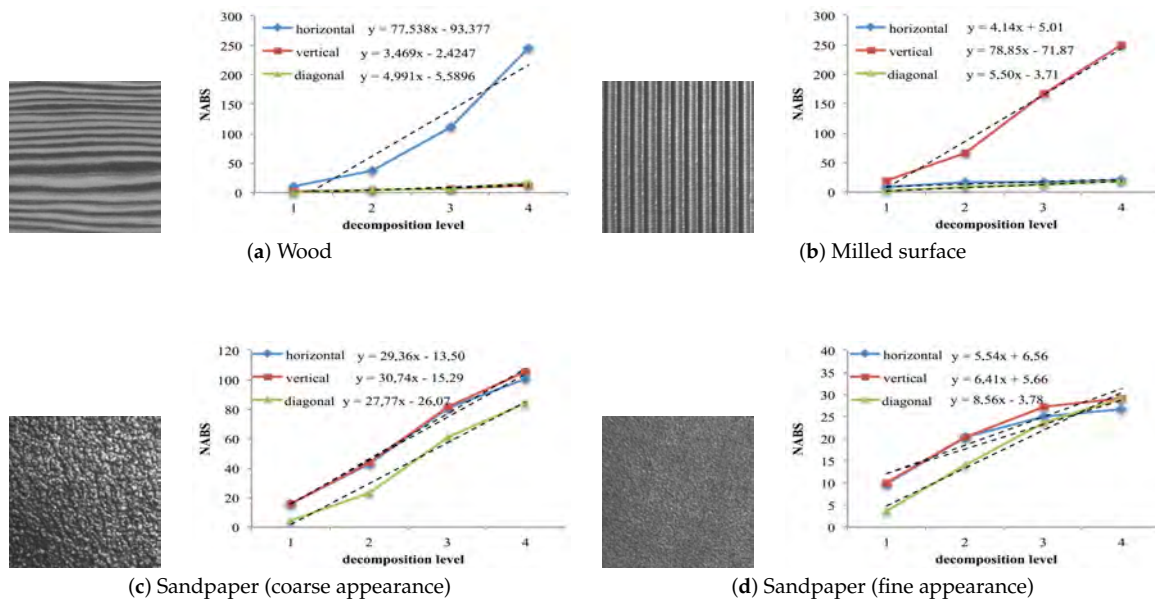 300
250
200
150
100
50
0
NABS
horizontal y = 77,538x - 93,377
vertical y = 3,469x - 2,4247
diagonal y = 4,991x - 5,5896
1 2 3 4
decomposition level
(a) Wood
300
250
200
150
100
50
0
NABS
horizontal y = 4,14x + 5,01
vertical y = 78,85x - 71,87
diagonal y = 5,50x - 3,71
1 2 3 4
decomposition level
(b) Milled surface
120
100
80
60
40
20
0
NABS
horizontal y = 29,36x - 13,50
vertical y = 30,74x - 15,29
diagonal y = 27,77x - 26,07
1 2 3 4
decomposition level
(c) Sandpaper (coarse appearance)
40
35
30
25
20
15
10
5
0
NABS
horizontal y = 5,54x + 6,56
vertical y = 6,41x + 5,66
diagonal y = 8,56x - 3,78
1 2 3 4
decomposition level
(d) Sandpaper (fine appearance)